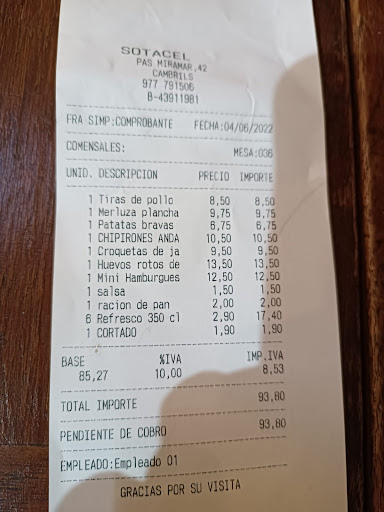 SOTACEL
PAS MIRAMAR,42
CAMBRILS
977 791506
B-43911981
FRA SIMP:COMPROBANTE FECHA:04/06/2022
COMENSALES: MESA:036
UNID. DESCRIPCION PRECIO IMPORTE
1 Tiras de pollo 8,50 8,50
1 Merluza plancha 9,75 9,75
1 Patatas bravas 6,75 6,75
1 CHIPIRONES ANDA 10,50 10,50
1 Croquetas de ja 9,50 9,50
1 Huevos rotos de 13,50 13,50
1 Mini Hamburgues 12,50 12,50
1 salsa 1,50 1,50
1 racion de pan 2,00 2,00
6 Refresco 350 cl 2,90 17,40
1 CORTADO 1,90 1,90
BASE %IVA IMP.IVA
85,27 10,00 8,53
TOTAL IMPORTE 93,80
PENDIENTE DE COBRO 93,80
EMPLEADO:Empleado 01
GRACIAS POR SU VISITA